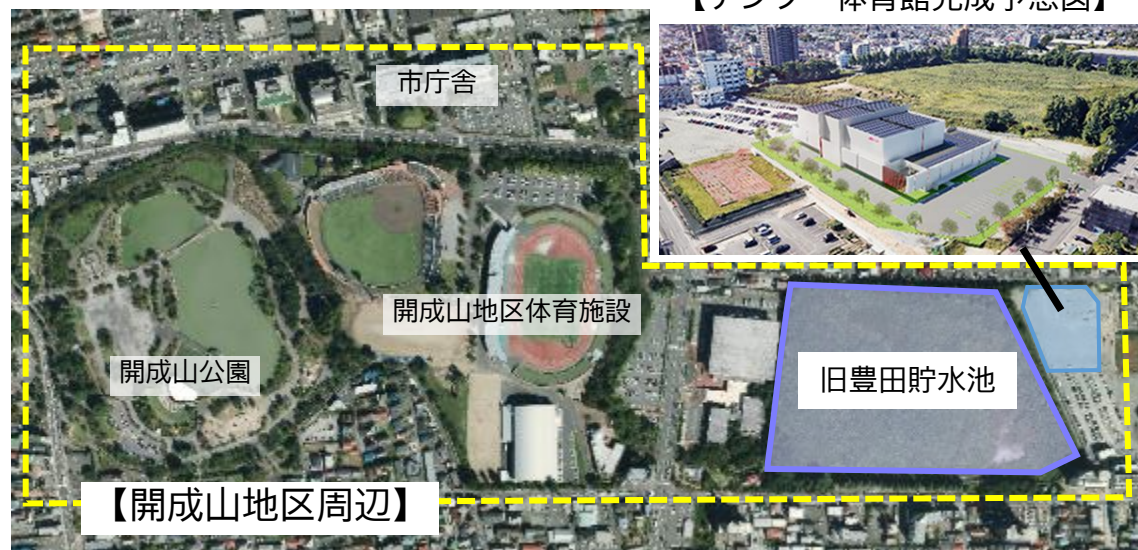 体育館完成予想図】
市庁舎
開成山地区体育施設
開成山公園
旧豊田貯水池
【開成山地区周辺】